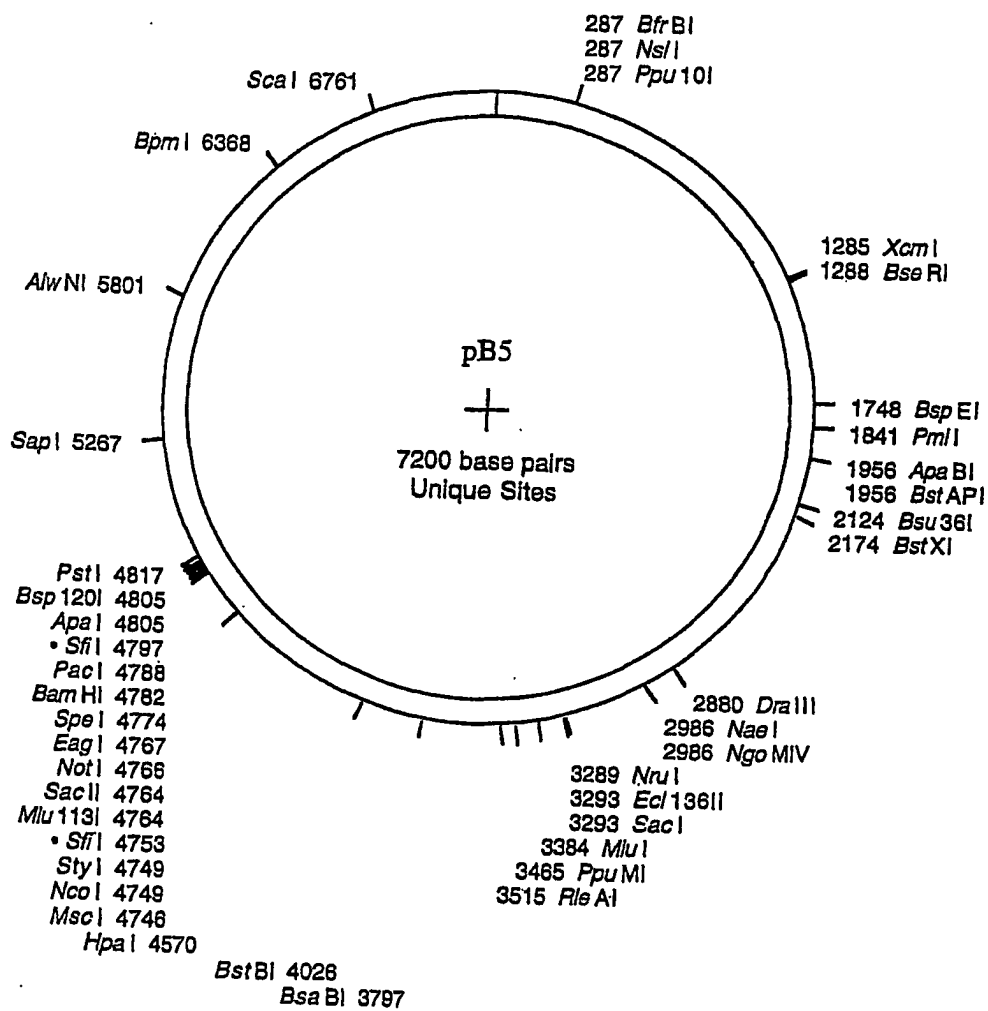 287 BfrBI
287 NsiI
287 Ppu10I
ScaI 6761
BpmI 6368
1285 XcmI
1288 BseRI
AlwNI 5801
pB5
7200 base pairs
Unique Sites
1748 BspEI
1841 PmlI
1956 ApaBI
1956 BstAPI
2124 Bsu36I
2174 BstXI
SapI 5267
PstI 4817
Bsp120I 4805
ApaI 4805
• SfiI 4797
PacI 4788
BamHI 4782
SpeI 4774
EagI 4767
NotI 4766
SacII 4764
Mlu113I 4764
• SfiI 4753
StyI 4749
NcoI 4749
MscI 4746
HpaI 4570
BstBI 4026
BsaBI 3797
2880 DraIII
2986 NaeI
2986 NgoMIV
3289 NruI
3293 Ecl136II
3293 SacI
3384 MluI
3465 PpuMI
3515 RleAI